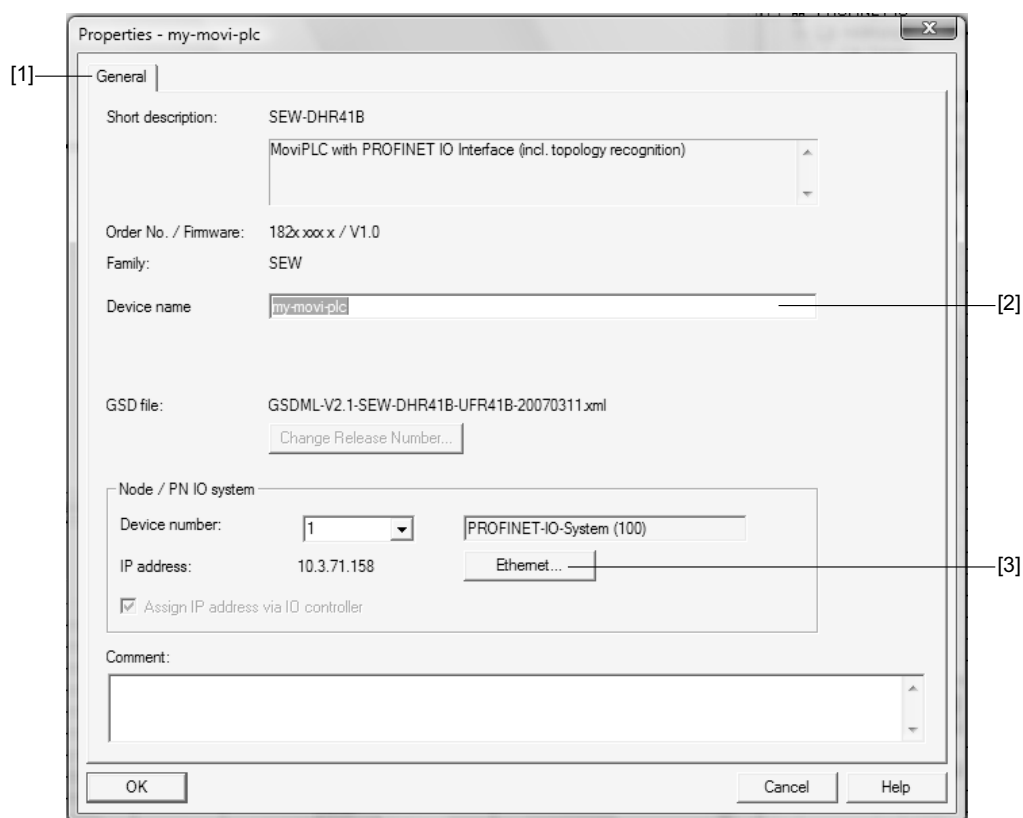 Properties - my-movi-plc
[1]
General
Short description: SEW-DHR41B
MoviPLC with PROFINET IO Interface (incl. topology recognition)
Order No. / Firmware: 182x xxx x / V1.0
Family: SEW
Device name my-movi-plc
[2]
GSD file: GSDML-V2.1-SEW-DHR41B-UFR41B-20070311.xml
Change Release Number...
Node / PN IO system
Device number: 1 PROFINET-IO-System (100)
IP address: 10.3.71.158 Ethernet...
[3]
Assign IP address via IO controller
Comment:
OK Cancel Help